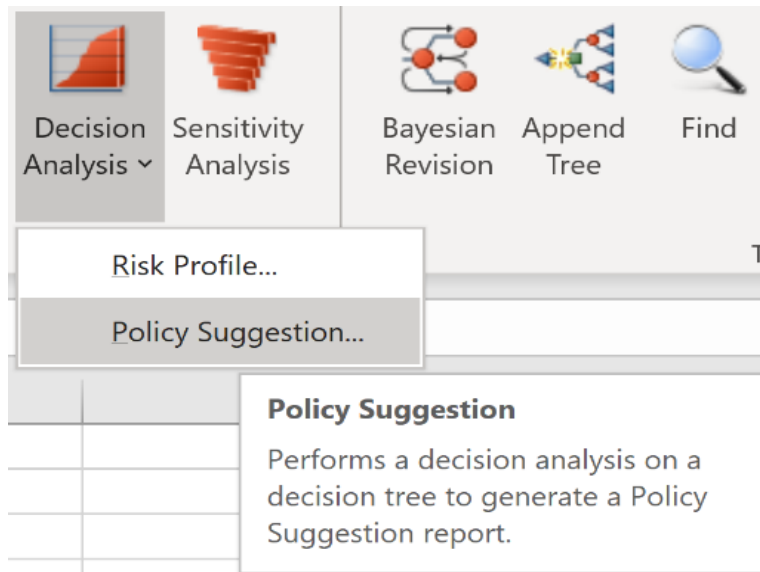 Decision
Analysis
Sensitivity
Analysis
Bayesian
Revision
Append
Tree
Find
T
Risk Profile...
Policy Suggestion...
Policy Suggestion
Performs a decision analysis on a
decision tree to generate a Policy
Suggestion report.